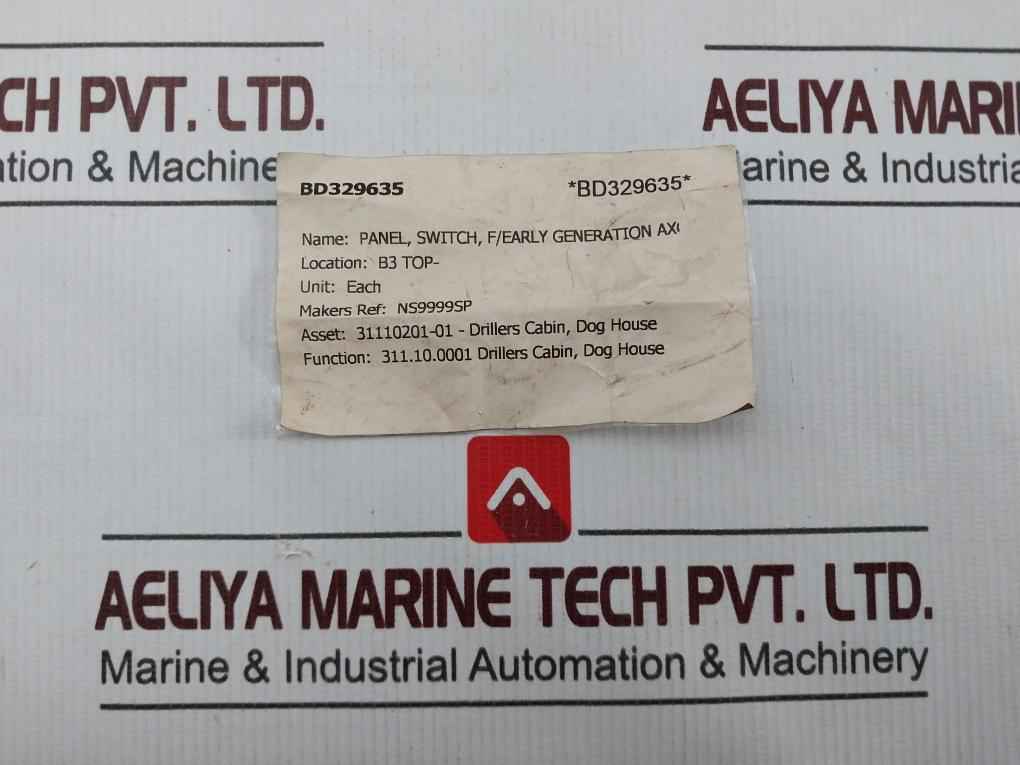 CH PVT. LTD.
AELIYA MARI
ation & Machine
arine & Industria
BD329635 *BD329635*
Name: PANEL, SWITCH, F/EARLY GENERATION AX
Location: B3 TOP-
Unit: Each
Makers Ref: NS9999SP
Asset: 31110201-01 - Drillers Cabin, Dog House
Function: 311.10.0001 Drillers Cabin, Dog House
AELIYA MARINE TECH PVT. LTD.
Marine & Industrial Automation & Machinery